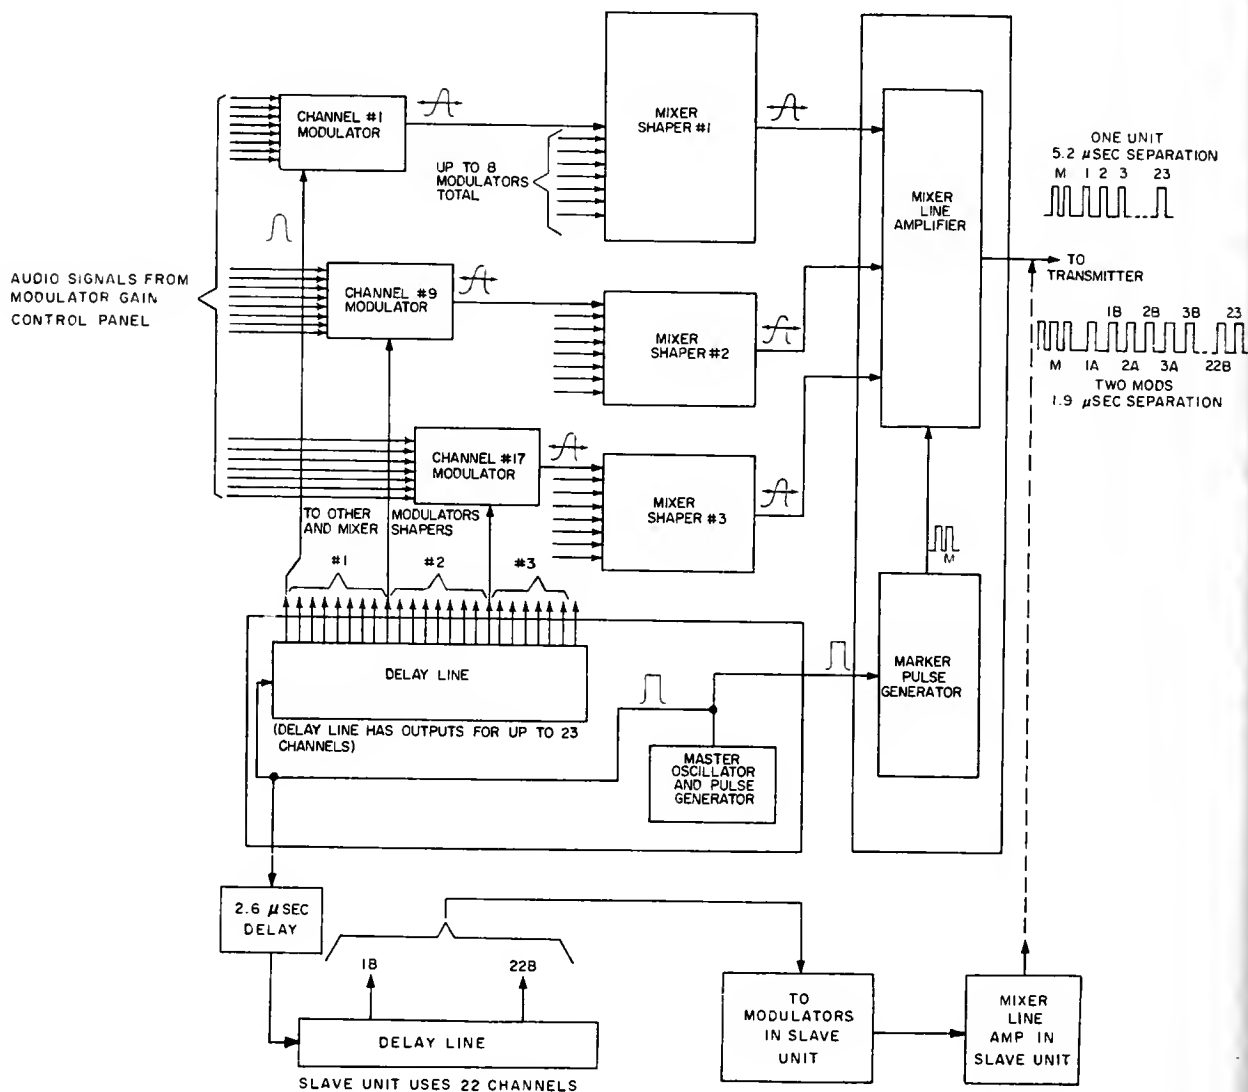 CHANNEL #1
MODULATOR
UP TO 8
MODULATORS
TOTAL
MIXER
SHAPER #1
MIXER
LINE
AMPLIFIER
ONE UNIT
5.2 μSEC SEPARATION
M 1 2 3 23
TO
TRANSMITTER
AUDIO SIGNALS FROM
MODULATOR GAIN
CONTROL PANEL
CHANNEL #9
MODULATOR
MIXER
SHAPER #2
1B 2B 3B 23
M 1A 2A 3A 22B
TWO MODS
1.9 μSEC SEPARATION
CHANNEL #17
MODULATOR
MIXER
SHAPER #3
TO OTHER MODULATORS
AND MIXER SHAPERS
#1 #2 #3
M
DELAY LINE
(DELAY LINE HAS OUTPUTS FOR UP TO 23
CHANNELS)
MASTER
OSCILLATOR
AND PULSE
GENERATOR
MARKER
PULSE
GENERATOR
2.6 μSEC
DELAY
1B 22B
DELAY LINE
SLAVE UNIT USES 22 CHANNELS
TO
MODULATORS
IN SLAVE
UNIT
MIXER
LINE
AMP IN
SLAVE UNIT